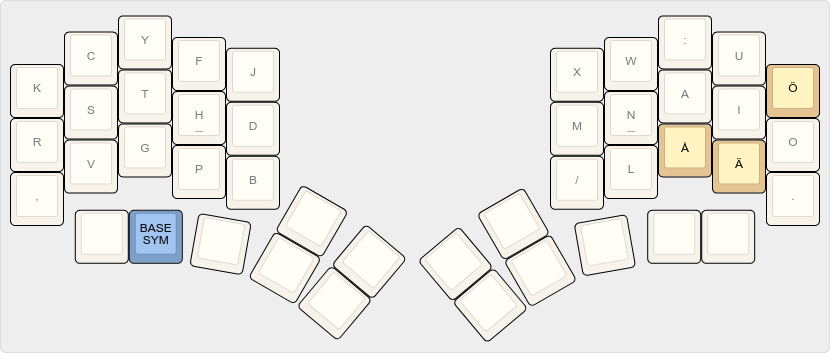 K C Y F J X W : U Ö
R S T H D M N A I O
_ _
, V G P B / L Å Ä .
BASE
SYM